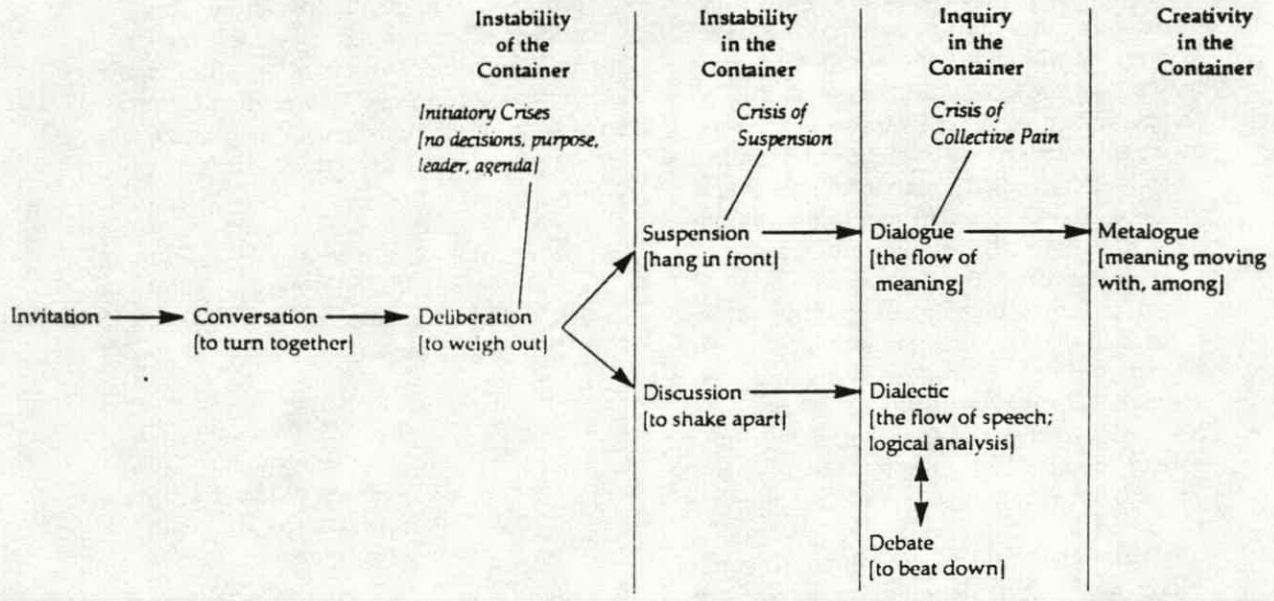 Instability
of the
Container
Instability
in the
Container
Inquiry
in the
Container
Creativity
in the
Container
Initiatory Crises
[no decisions, purpose,
leader, agenda]
Crisis of
Suspension
Crisis of
Collective Pain
Suspension
[hang in front]
Dialogue
[the flow of
meaning]
Metalogue
[meaning moving
with, among]
Invitation
Conversation
[to turn together]
Deliberation
[to weigh out]
Discussion
[to shake apart]
Dialectic
[the flow of speech;
logical analysis]
Debate
[to beat down]